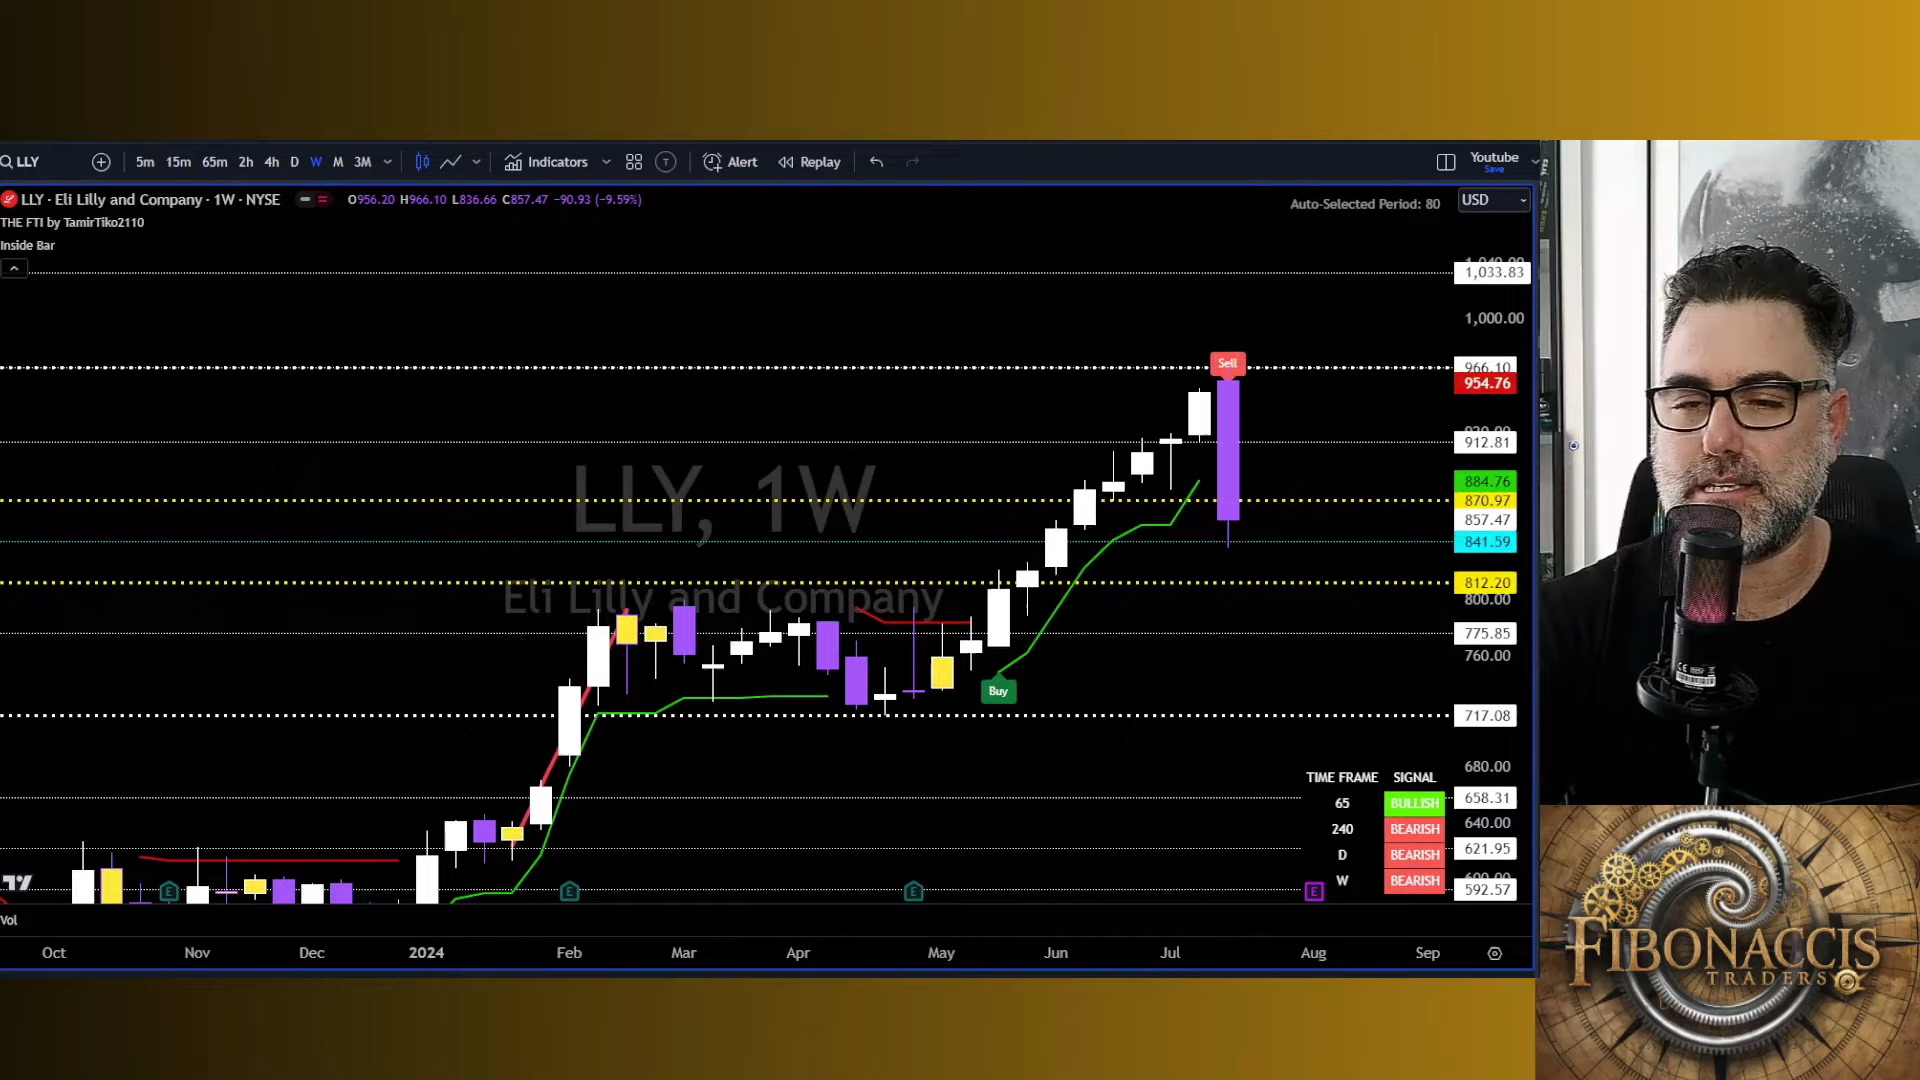 LLY
5m 15m 65m 2h 4h D W M 3M
Indicators
T
Alert
Replay
Youtube
Save
LLY · Eli Lilly and Company · 1W · NYSE
O956.20 H966.10 L836.66 C857.47 −90.93 (−9.59%)
Auto-Selected Period: 80
USD
THE FTI by TamirTiko2110
Inside Bar
1,033.83
1,000.00
966.10
954.76
912.81
884.76
870.97
857.47
841.59
812.20
800.00
775.85
760.00
717.08
680.00
658.31
640.00
621.95
592.57
Sell
LLY, 1W
Eli Lilly and Company
Buy
TIME FRAME SIGNAL
65 BULLISH
240 BEARISH
D BEARISH
W BEARISH
E E E E
Vol
Oct Nov Dec 2024 Feb Mar Apr May Jun Jul Aug Sep
FIBONACCIS
TRADERS